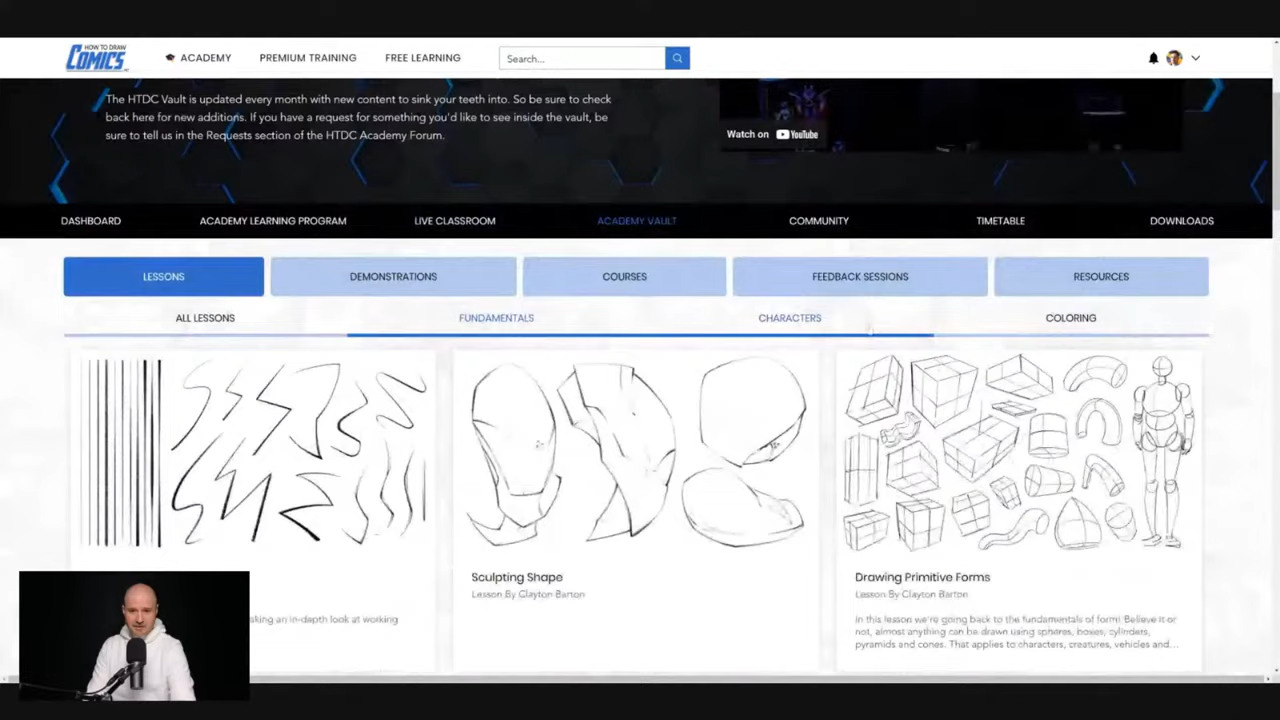 HOW TO DRAW
COMICS
ACADEMY
PREMIUM TRAINING
FREE LEARNING
Search...
The HTDC Vault is updated every month with new content to sink your teeth into. So be sure to check
back here for new additions. If you have a request for something you'd like to see inside the vault, be
sure to tell us in the Requests section of the HTDC Academy Forum.
Watch on YouTube
DASHBOARD
ACADEMY LEARNING PROGRAM
LIVE CLASSROOM
ACADEMY VAULT
COMMUNITY
TIMETABLE
DOWNLOADS
LESSONS
DEMONSTRATIONS
COURSES
FEEDBACK SESSIONS
RESOURCES
ALL LESSONS
FUNDAMENTALS
CHARACTERS
COLORING
Sculpting Shape
Lesson By Clayton Barton
Drawing Primitive Forms
Lesson By Clayton Barton
aking an in-depth look at working
In this lesson we're going back to the fundamentals of form! Believe it or
not, almost anything can be drawn using spheres, boxes, cylinders,
pyramids and cones. That applies to characters, creatures, vehicles and...